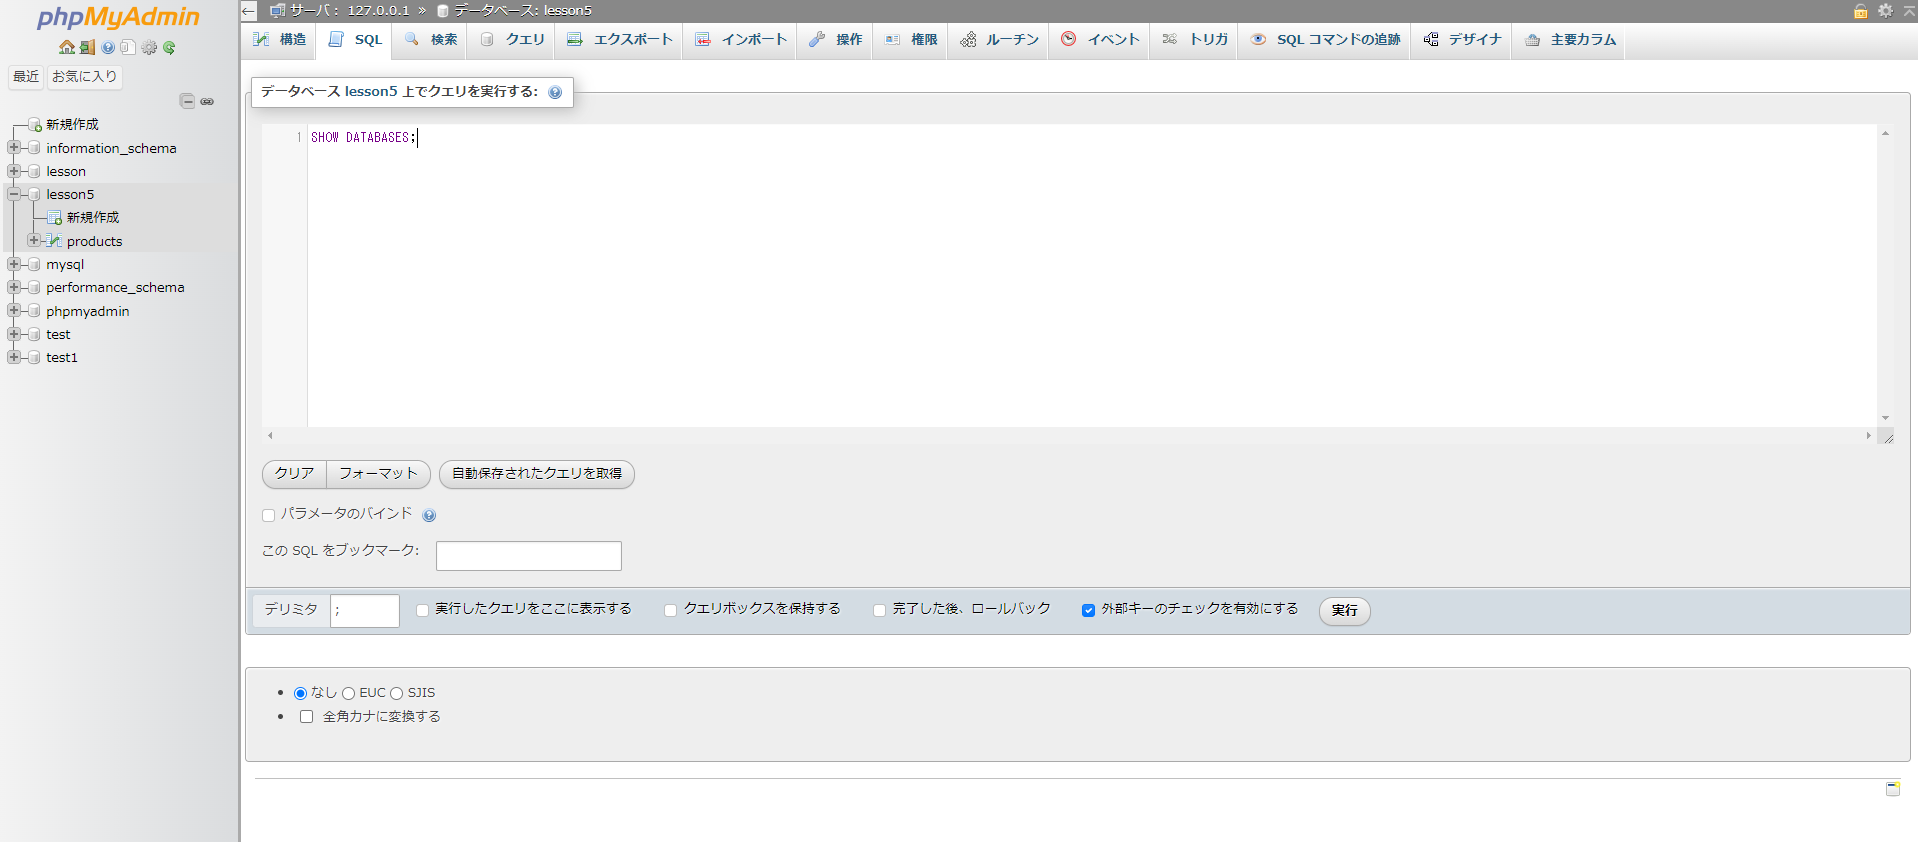 phpMyAdmin
最近 お気に入り
新規作成
information_schema
lesson
lesson5
新規作成
products
mysql
performance_schema
phpmyadmin
test
test1
サーバ： 127.0.0.1 » データベース: lesson5
構造 SQL 検索 クエリ エクスポート インポート 操作 権限 ルーチン イベント トリガ SQL コマンドの追跡 デザイナ 主要カラム
データベース lesson5 上でクエリを実行する:
1 SHOW DATABASES;
クリア フォーマット 自動保存されたクエリを取得
パラメータのバインド
この SQL をブックマーク:
デリミタ ; 実行したクエリをここに表示する クエリボックスを保持する 完了した後、ロールバック 外部キーのチェックを有効にする 実行
なし EUC SJIS
全角カナに変換する